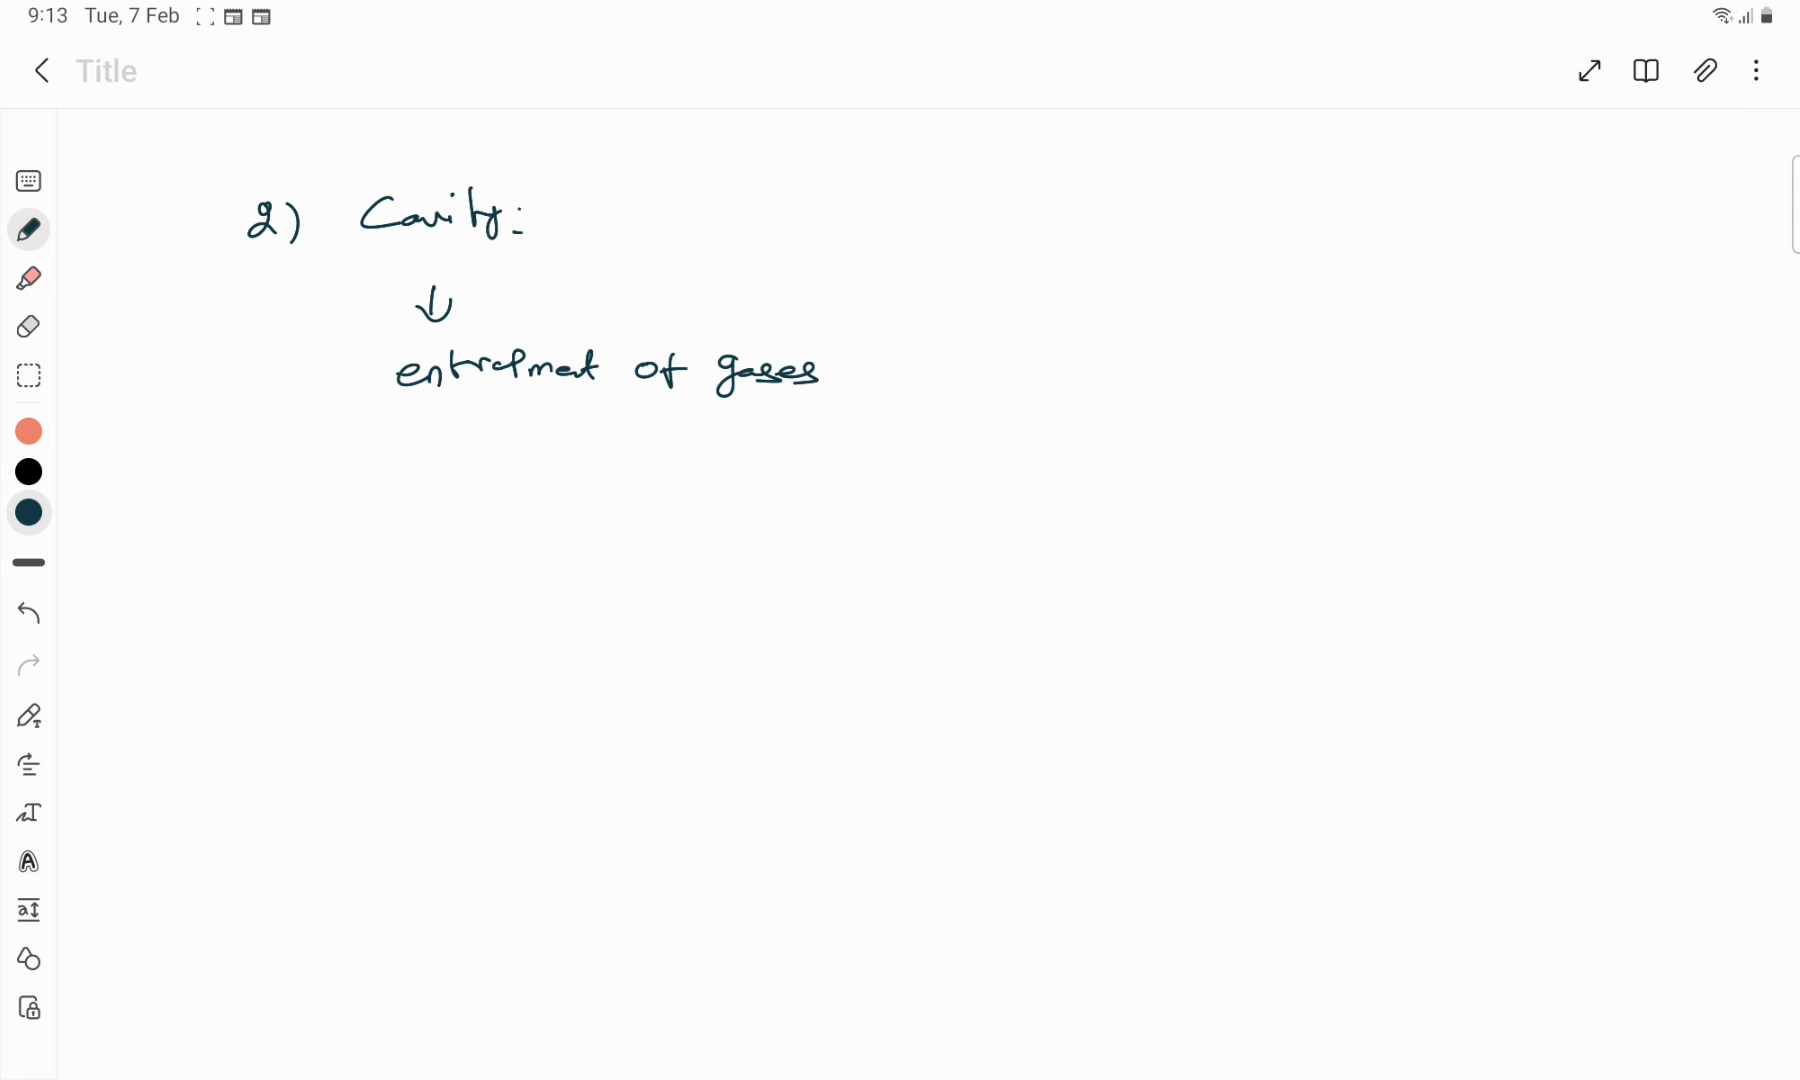 9:13 Tue, 7 Feb
Title
2) Cavity:
↓
entrapment of gases